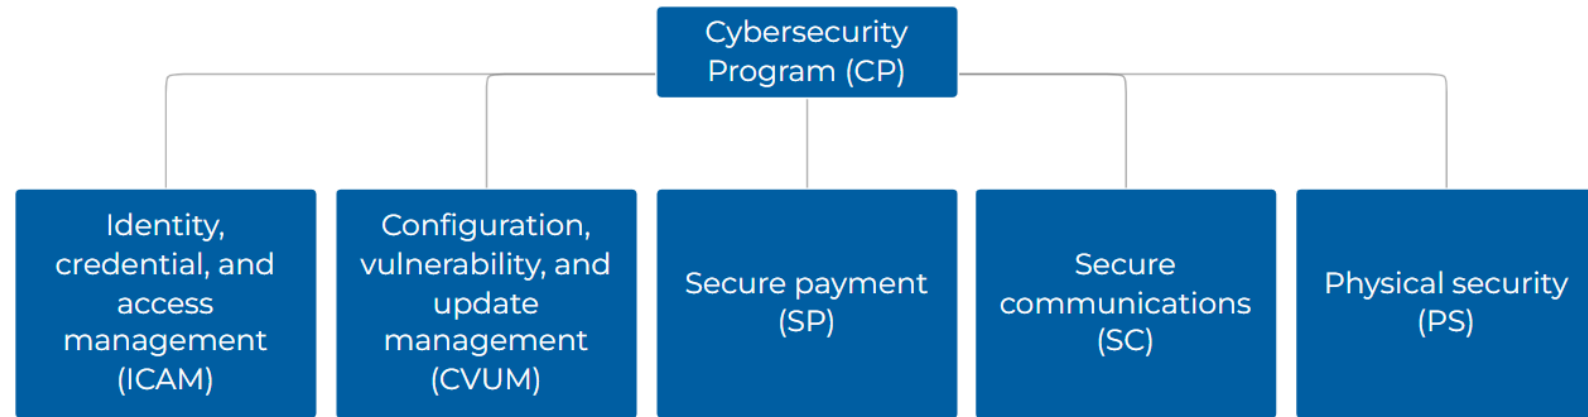 Cybersecurity
Program (CP)
Identity,
credential, and
access
management
(ICAM)
Configuration,
vulnerability, and
update
management
(CVUM)
Secure payment
(SP)
Secure
communications
(SC)
Physical security
(PS)